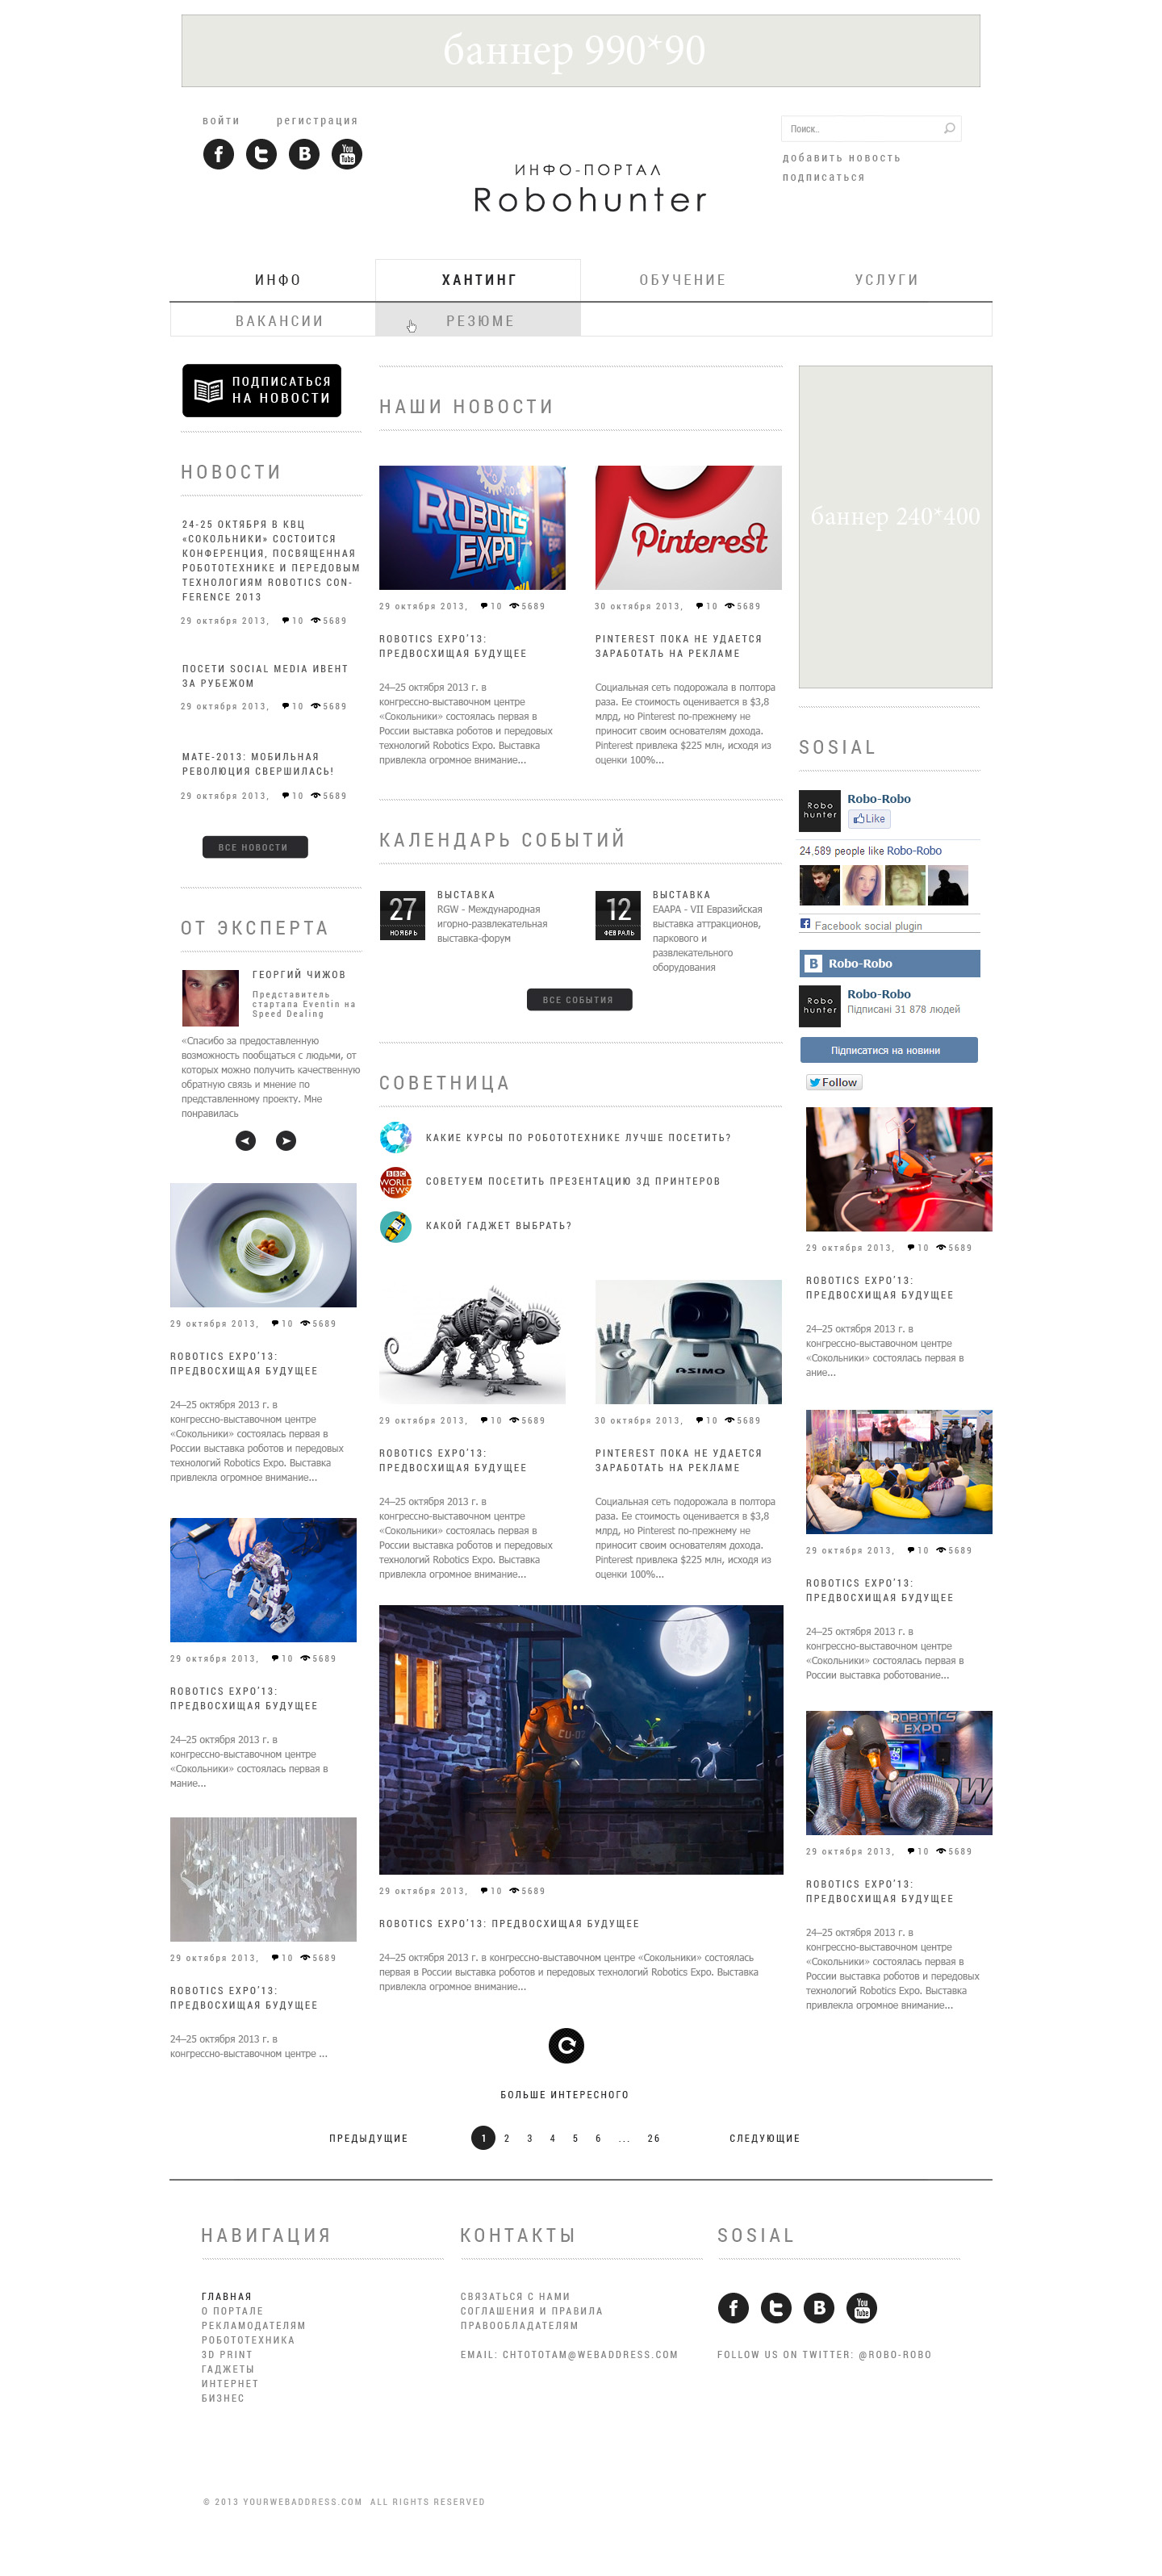 баннер 990*90
войти регистрация
Поиск..
добавить новость
подписаться
ИНФО-ПОРТАЛ
Robohunter
ИНФО ХАНТИНГ ОБУЧЕНИЕ УСЛУГИ
ВАКАНСИИ РЕЗЮМЕ
ПОДПИСАТЬСЯ
НА НОВОСТИ
НОВОСТИ
24-25 ОКТЯБРЯ В КВЦ
«СОКОЛЬНИКИ» СОСТОИТСЯ
КОНФЕРЕНЦИЯ, ПОСВЯЩЕННАЯ
РОБОТОТЕХНИКЕ И ПЕРЕДОВЫМ
ТЕХНОЛОГИЯМ ROBOTICS CON-
FERENCE 2013
29 октября 2013, 10 5689
ПОСЕТИ SOCIAL MEDIA ИВЕНТ
ЗА РУБЕЖОМ
29 октября 2013, 10 5689
МАТЕ-2013: МОБИЛЬНАЯ
РЕВОЛЮЦИЯ СВЕРШИЛАСЬ!
29 октября 2013, 10 5689
ВСЕ НОВОСТИ
ОТ ЭКСПЕРТА
ГЕОРГИЙ ЧИЖОВ
Представитель
стартапа Eventin на
Speed Dealing
«Спасибо за предоставленную
возможность пообщаться с людьми, от
которых можно получить качественную
обратную связь и мнение по
представленному проекту. Мне
понравилась
29 октября 2013, 10 5689
ROBOTICS EXPO'13:
ПРЕДВОСХИЩАЯ БУДУЩЕЕ
24–25 октября 2013 г. в
конгрессно-выставочном центре
«Сокольники» состоялась первая в
России выставка роботов и передовых
технологий Robotics Expo. Выставка
привлекла огромное внимание...
29 октября 2013, 10 5689
ROBOTICS EXPO'13:
ПРЕДВОСХИЩАЯ БУДУЩЕЕ
24–25 октября 2013 г. в
конгрессно-выставочном центре
«Сокольники» состоялась первая в
мание...
29 октября 2013, 10 5689
ROBOTICS EXPO'13:
ПРЕДВОСХИЩАЯ БУДУЩЕЕ
24–25 октября 2013 г. в
конгрессно-выставочном центре ...
НАШИ НОВОСТИ
ROBOTIC
EXPO
29 октября 2013, 10 5689
ROBOTICS EXPO'13:
ПРЕДВОСХИЩАЯ БУДУЩЕЕ
24–25 октября 2013 г. в
конгрессно-выставочном центре
«Сокольники» состоялась первая в
России выставка роботов и передовых
технологий Robotics Expo. Выставка
привлекла огромное внимание...
Pinterest
30 октября 2013, 10 5689
PINTEREST ПОКА НЕ УДАЕТСЯ
ЗАРАБОТАТЬ НА РЕКЛАМЕ
Социальная сеть подорожала в полтора
раза. Ее стоимость оценивается в $3,8
млрд, но Pinterest по-прежнему не
приносит своим основателям дохода.
Pinterest привлека $225 млн, исходя из
оценки 100%...
КАЛЕНДАРЬ СОБЫТИЙ
27
НОЯБРЬ
ВЫСТАВКА
RGW - Международная
игорно-развлекательная
выставка-форум
12
ФЕВРАЛЬ
ВЫСТАВКА
EAAPA - VII Евразийская
выставка аттракционов,
паркового и
развлекательного
оборудования
ВСЕ СОБЫТИЯ
СОВЕТНИЦА
КАКИЕ КУРСЫ ПО РОБОТОТЕХНИКЕ ЛУЧШЕ ПОСЕТИТЬ?
BBC
WORLD
NEWS
СОВЕТУЕМ ПОСЕТИТЬ ПРЕЗЕНТАЦИЮ 3Д ПРИНТЕРОВ
КАКОЙ ГАДЖЕТ ВЫБРАТЬ?
29 октября 2013, 10 5689
ROBOTICS EXPO'13:
ПРЕДВОСХИЩАЯ БУДУЩЕЕ
24–25 октября 2013 г. в
конгрессно-выставочном центре
«Сокольники» состоялась первая в
России выставка роботов и передовых
технологий Robotics Expo. Выставка
привлекла огромное внимание...
ASIMO
30 октября 2013, 10 5689
PINTEREST ПОКА НЕ УДАЕТСЯ
ЗАРАБОТАТЬ НА РЕКЛАМЕ
Социальная сеть подорожала в полтора
раза. Ее стоимость оценивается в $3,8
млрд, но Pinterest по-прежнему не
приносит своим основателям дохода.
Pinterest привлека $225 млн, исходя из
оценки 100%...
CU-02
29 октября 2013, 10 5689
ROBOTICS EXPO'13: ПРЕДВОСХИЩАЯ БУДУЩЕЕ
24–25 октября 2013 г. в конгрессно-выставочном центре «Сокольники» состоялась
первая в России выставка роботов и передовых технологий Robotics Expo. Выставка
привлекла огромное внимание...
баннер 240*400
SOSIAL
Robo
hunter
Robo-Robo
Like
24,589 people like Robo-Robo
Facebook social plugin
B Robo-Robo
Robo
hunter
Robo-Robo
Підписані 31 878 людей
Підписатися на новини
Follow
29 октября 2013, 10 5689
ROBOTICS EXPO'13:
ПРЕДВОСХИЩАЯ БУДУЩЕЕ
24–25 октября 2013 г. в
конгрессно-выставочном центре
«Сокольники» состоялась первая в
ание...
29 октября 2013, 10 5689
ROBOTICS EXPO'13:
ПРЕДВОСХИЩАЯ БУДУЩЕЕ
24–25 октября 2013 г. в
конгрессно-выставочном центре
«Сокольники» состоялась первая в
России выставка роботование...
ROBOTICS
EXPO
29 октября 2013, 10 5689
ROBOTICS EXPO'13:
ПРЕДВОСХИЩАЯ БУДУЩЕЕ
24–25 октября 2013 г. в
конгрессно-выставочном центре
«Сокольники» состоялась первая в
России выставка роботов и передовых
технологий Robotics Expo. Выставка
привлекла огромное внимание...
БОЛЬШЕ ИНТЕРЕСНОГО
ПРЕДЫДУЩИЕ 1 2 3 4 5 6 ... 26 СЛЕДУЮЩИЕ
НАВИГАЦИЯ
ГЛАВНАЯ
О ПОРТАЛЕ
РЕКЛАМОДАТЕЛЯМ
РОБОТОТЕХНИКА
3D PRINT
ГАДЖЕТЫ
ИНТЕРНЕТ
БИЗНЕС
КОНТАКТЫ
СВЯЗАТЬСЯ С НАМИ
СОГЛАШЕНИЯ И ПРАВИЛА
ПРАВООБЛАДАТЕЛЯМ
EMAIL: CHTOTOTAM@WEBADDRESS.COM
SOSIAL
You
Tube
FOLLOW US ON TWITTER: @ROBO-ROBO
© 2013 YOURWEBADDRESS.COM ALL RIGHTS RESERVED